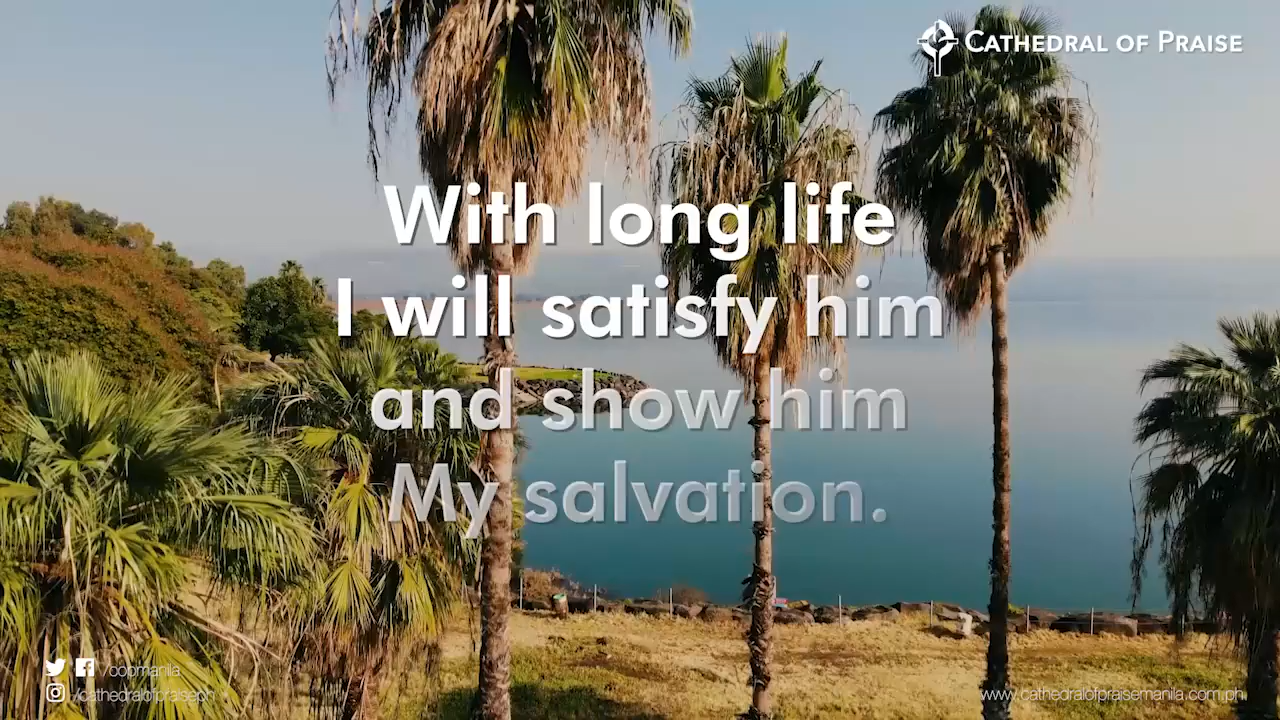 CATHEDRAL OF PRAISE
With long life
I will satisfy him
and show him
My salvation.
/copmanila
/cathedralofpraiseph
www.cathedralofpraisemanila.com.ph